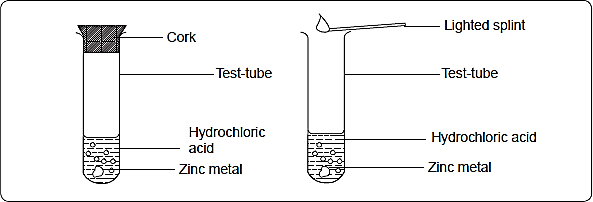 Cork
Test-tube
Hydrochloric
acid
Zinc metal
Lighted splint
Test-tube
Hydrochloric acid
Zinc metal